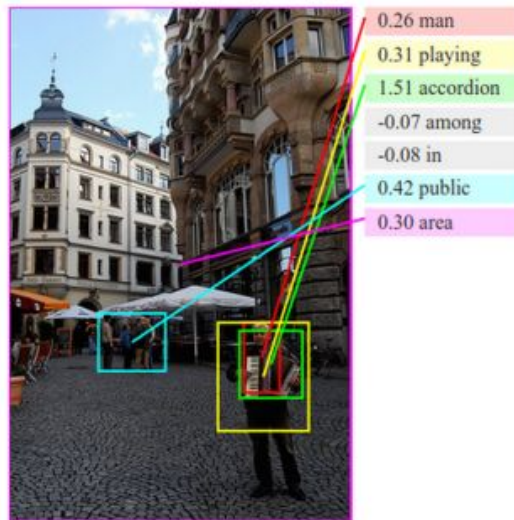 0.26 man
0.31 playing
1.51 accordion
-0.07 among
-0.08 in
0.42 public
0.30 area